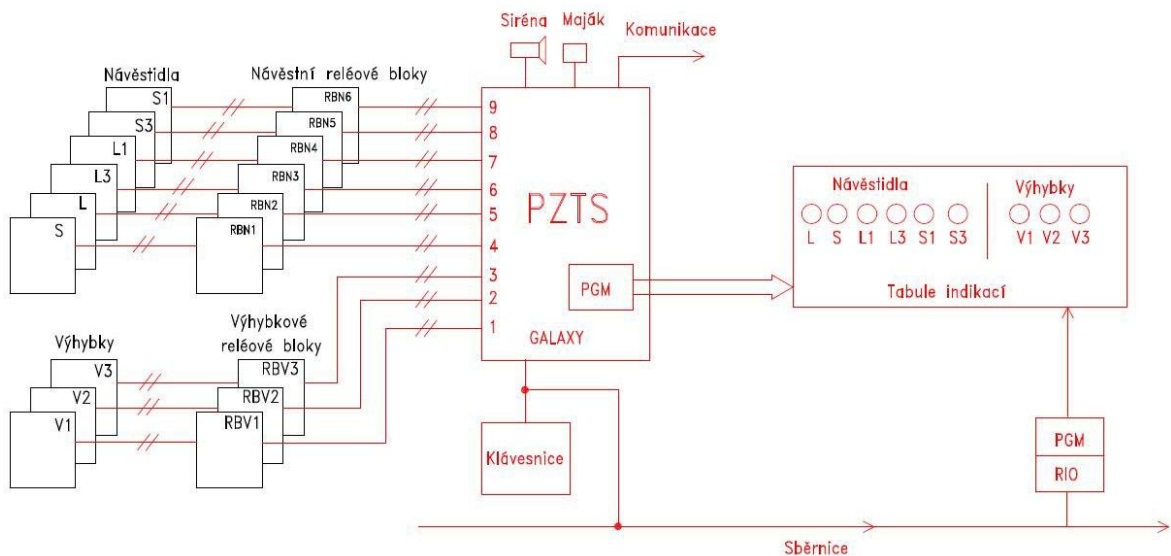 Siréna
Maják
Komunikace
Návěstidla
Návěstní reléové bloky
S1
S3
L1
L3
L
S
RBN6
RBN5
RBN4
RBN3
RBN2
RBN1
9
8
7
6
5
4
3
2
1
PZTS
PGM
GALAXY
Návěstidla
Výhybky
L S L1 L3 S1 S3
V1 V2 V3
Tabule indikací
Výhybky
Výhybkové
reléové bloky
V3
V2
V1
RBV3
RBV2
RBV1
Klávesnice
PGM
RIO
Sběrnice